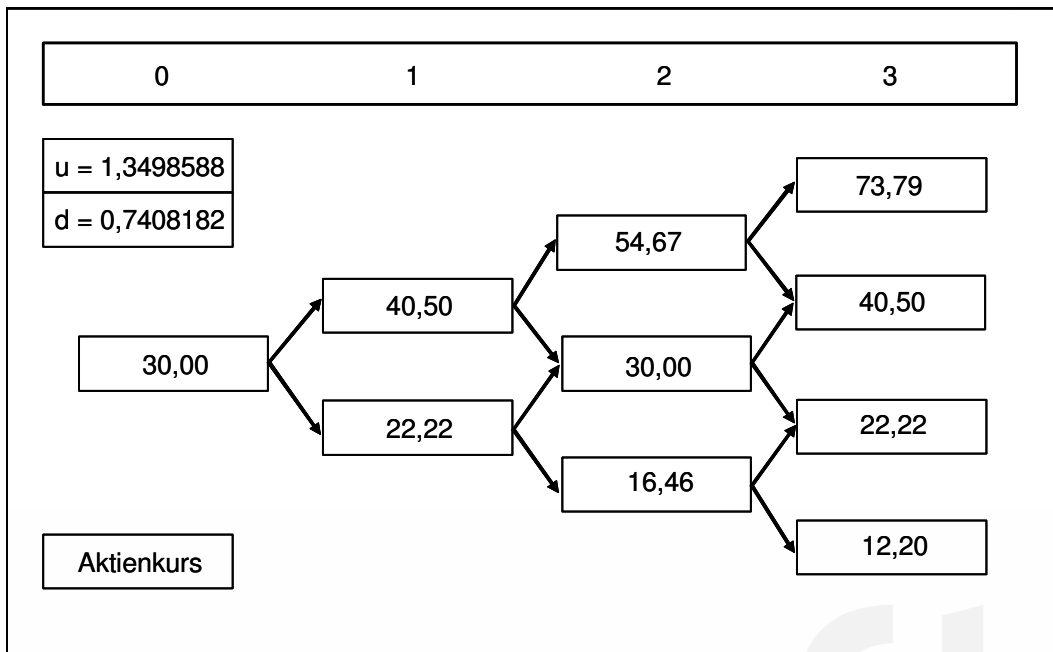 0 1 2 3
u = 1,3498588
d = 0,7408182
73,79
54,67
40,50
40,50
30,00
30,00
22,22
22,22
16,46
12,20
Aktienkurs